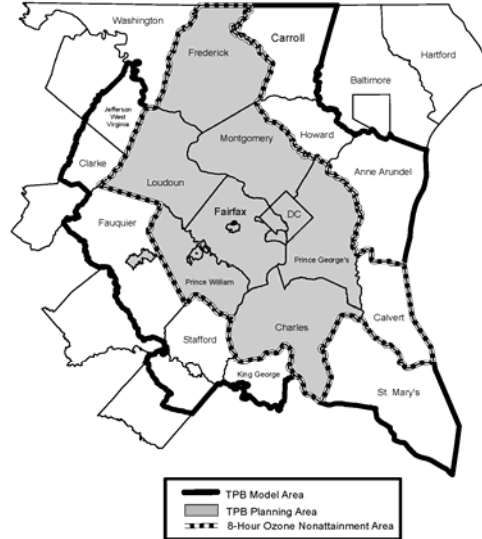 Washington
Frederick
Carroll
Hartford
Baltimore
Jefferson
West
Virginia
Montgomery
Howard
Clarke
Anne Arundel
Loudoun
Fairfax
DC
Fauquier
Prince George's
Prince William
Charles
Calvert
Stafford
King George
St. Mary's
TPB Model Area
TPB Planning Area
8-Hour Ozone Nonattainment Area